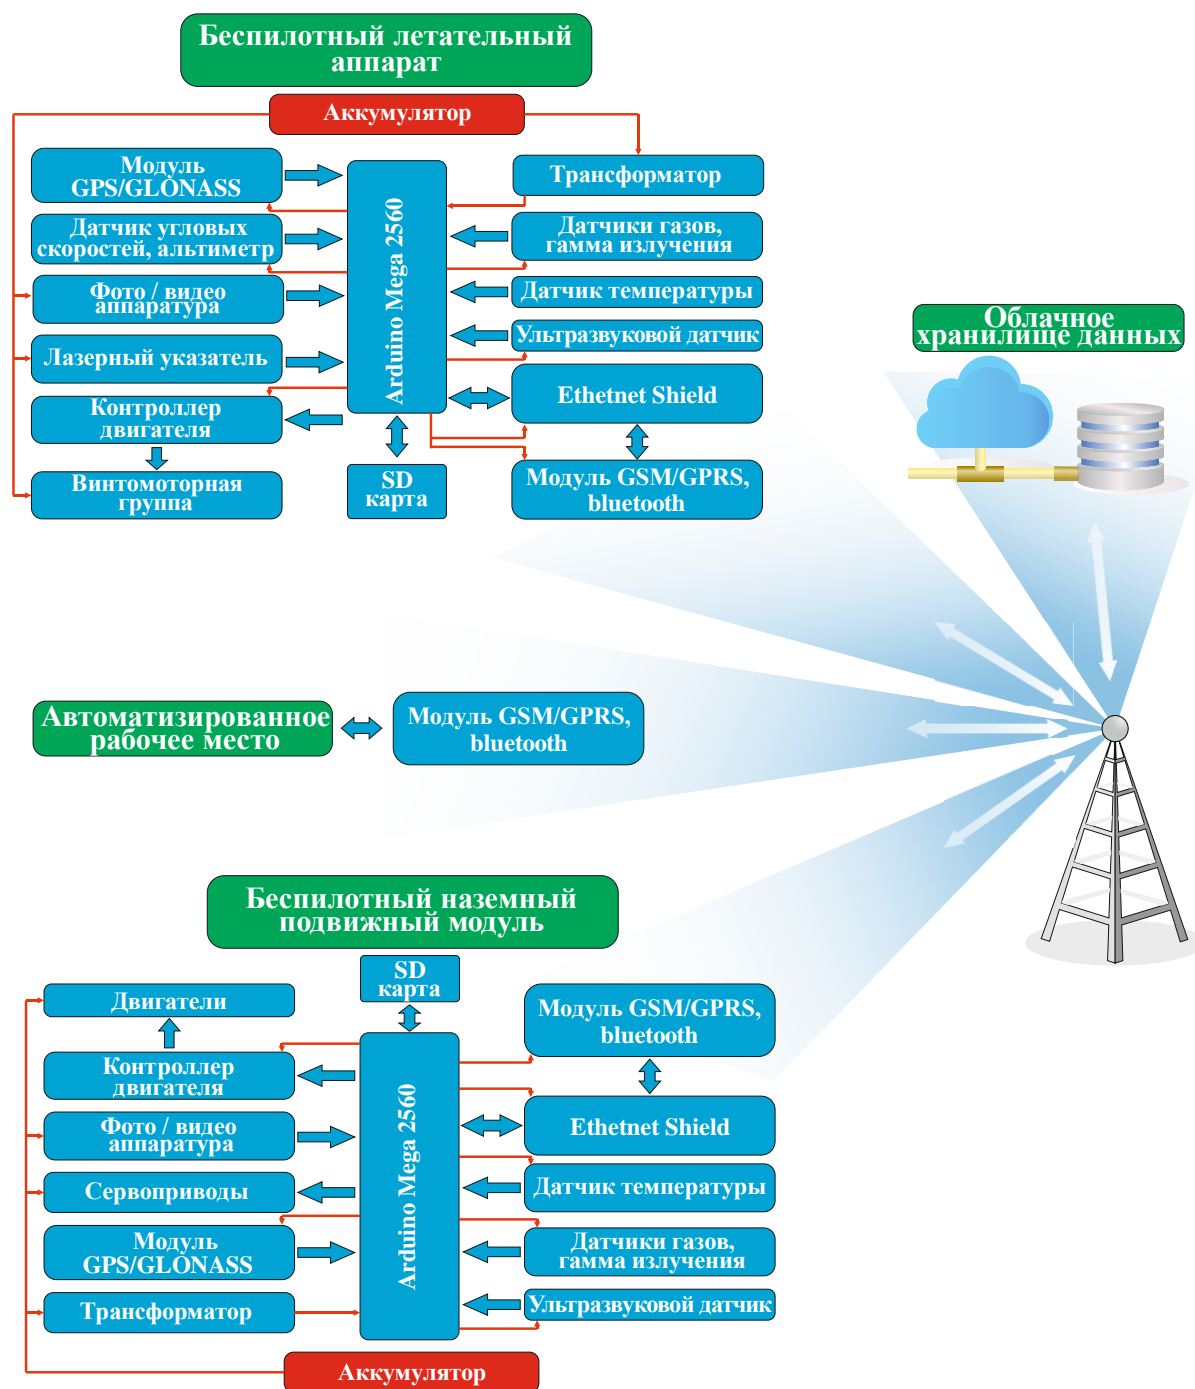 Беспилотный летательный
аппарат
Аккумулятор
Модуль
GPS/GLONASS
Трансформатор
Датчик угловых
скоростей, альтиметр
Датчики газов,
гамма излучения
Фото / видео
аппаратура
Датчик температуры
Лазерный указатель
Ультразвуковой датчик
Arduino Mega 2560
Контроллер
двигателя
Ethetnet Shield
Винтомоторная
группа
SD
карта
Модуль GSM/GPRS,
bluetooth
Облачное
хранилище данных
Автоматизированное
рабочее место
Модуль GSM/GPRS,
bluetooth
Беспилотный наземный
подвижный модуль
SD
карта
Двигатели
Модуль GSM/GPRS,
bluetooth
Контроллер
двигателя
Фото / видео
аппаратура
Ethetnet Shield
Arduino Mega 2560
Сервоприводы
Датчик температуры
Модуль
GPS/GLONASS
Датчики газов,
гамма излучения
Трансформатор
Ультразвуковой датчик
Аккумулятор